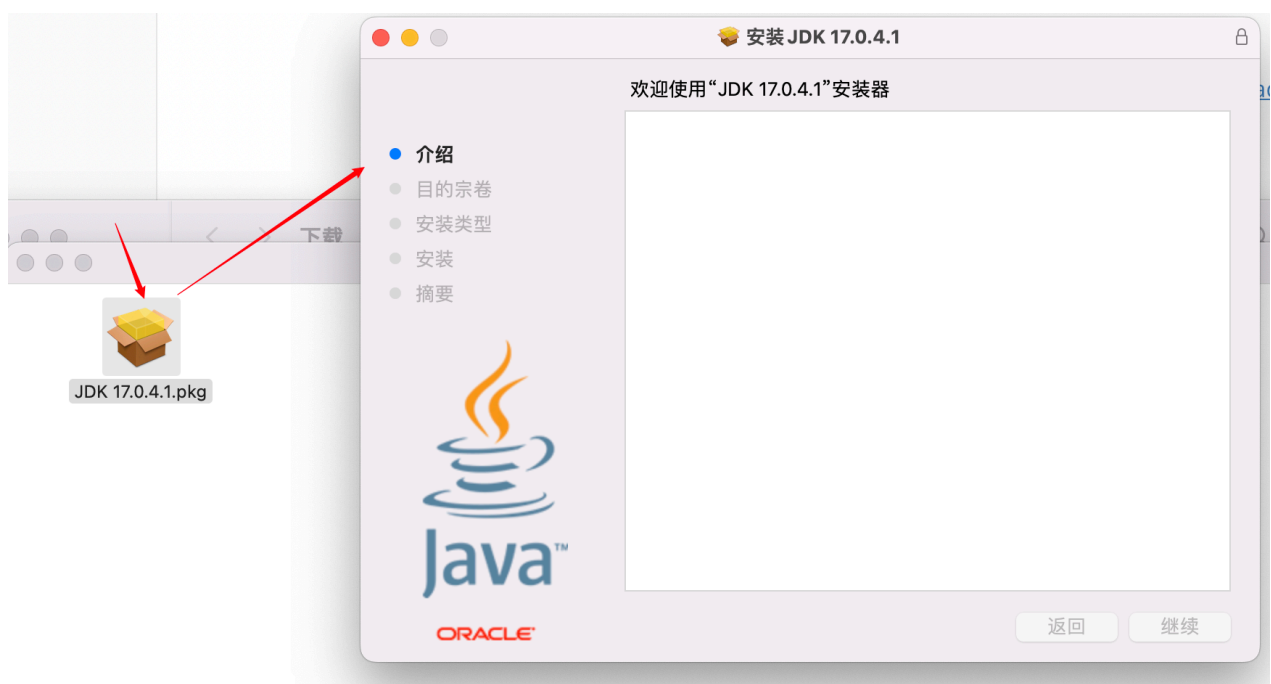 安装 JDK 17.0.4.1
欢迎使用“JDK 17.0.4.1”安装器
介绍
目的宗卷
安装类型
安装
摘要
下载
JDK 17.0.4.1.pkg
Java™
ORACLE
返回
继续